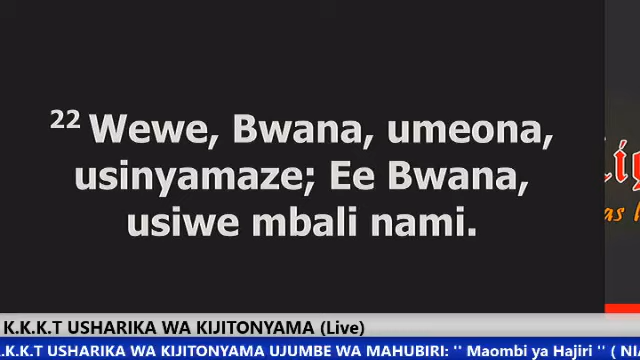 22 Wewe, Bwana, umeona,
usinyamaze; Ee Bwana,
usiwe mbali nami.
K.K.K.T USHARIKA WA KIJITONYAMA (Live)
.K.K.T USHARIKA WA KIJITONYAMA UJUMBE WA MAHUBIRI: '' Maombi ya Hajiri '' ( NIA